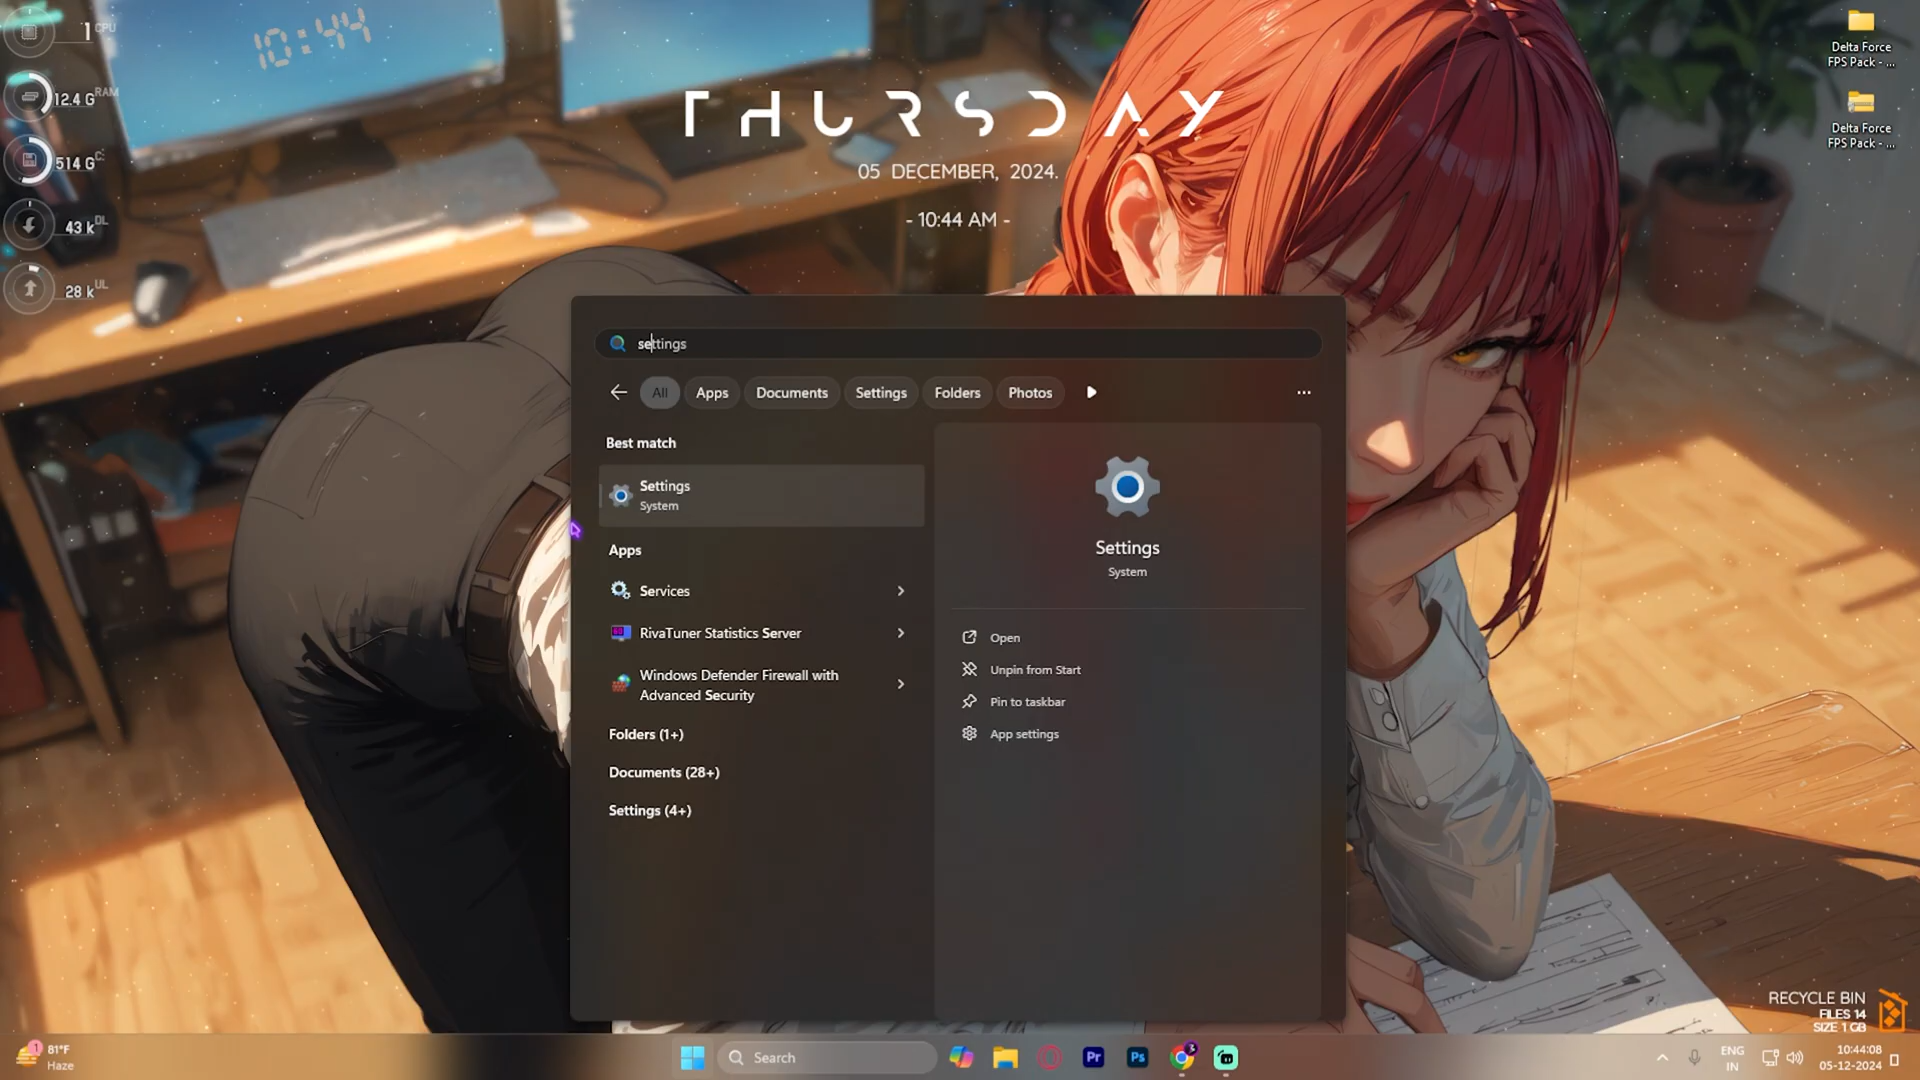 1 CPU
12.4 G RAM
514 G C:
43 k DL
28 k UL
10:44
THURSDAY
05 DECEMBER, 2024.
- 10:44 AM -
Delta Force
FPS Pack - ...
Delta Force
FPS Pack - ...
settings
All
Apps
Documents
Settings
Folders
Photos
Best match
Settings
System
Apps
Services
RivaTuner Statistics Server
Windows Defender Firewall with
Advanced Security
Folders (1+)
Documents (28+)
Settings (4+)
Settings
System
Open
Unpin from Start
Pin to taskbar
App settings
RECYCLE BIN
FILES 14
SIZE 1 GB
1
81°F
Haze
Search
Pr
Ps
3
ENG
IN
10:44:08
05-12-2024